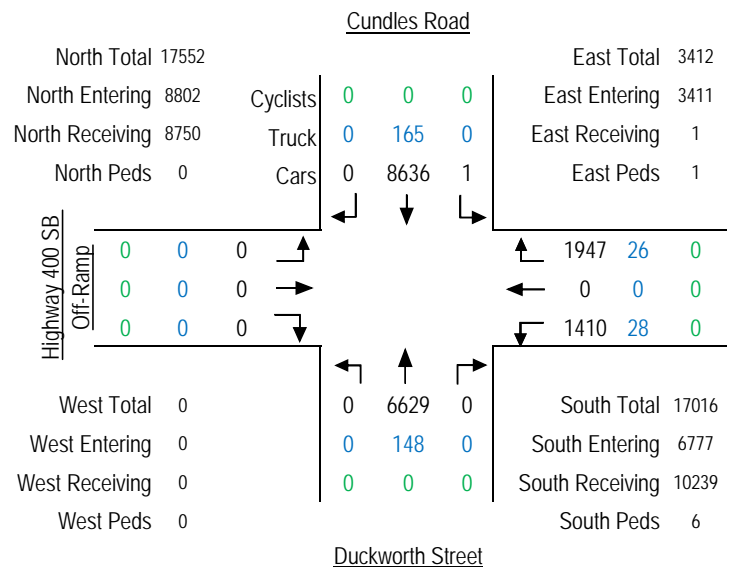 Cundles Road
North Total 17552
East Total 3412
North Entering 8802
Cyclists 0 0 0
East Entering 3411
North Receiving 8750
Truck 0 165 0
East Receiving 1
North Peds 0
Cars 0 8636 1
East Peds 1
Highway 400 SB
Off-Ramp
0 0 0
1947 26 0
0 0 0
0 0 0
0 0 0
1410 28 0
West Total 0
0 6629 0
South Total 17016
West Entering 0
0 148 0
South Entering 6777
West Receiving 0
0 0 0
South Receiving 10239
West Peds 0
South Peds 6
Duckworth Street